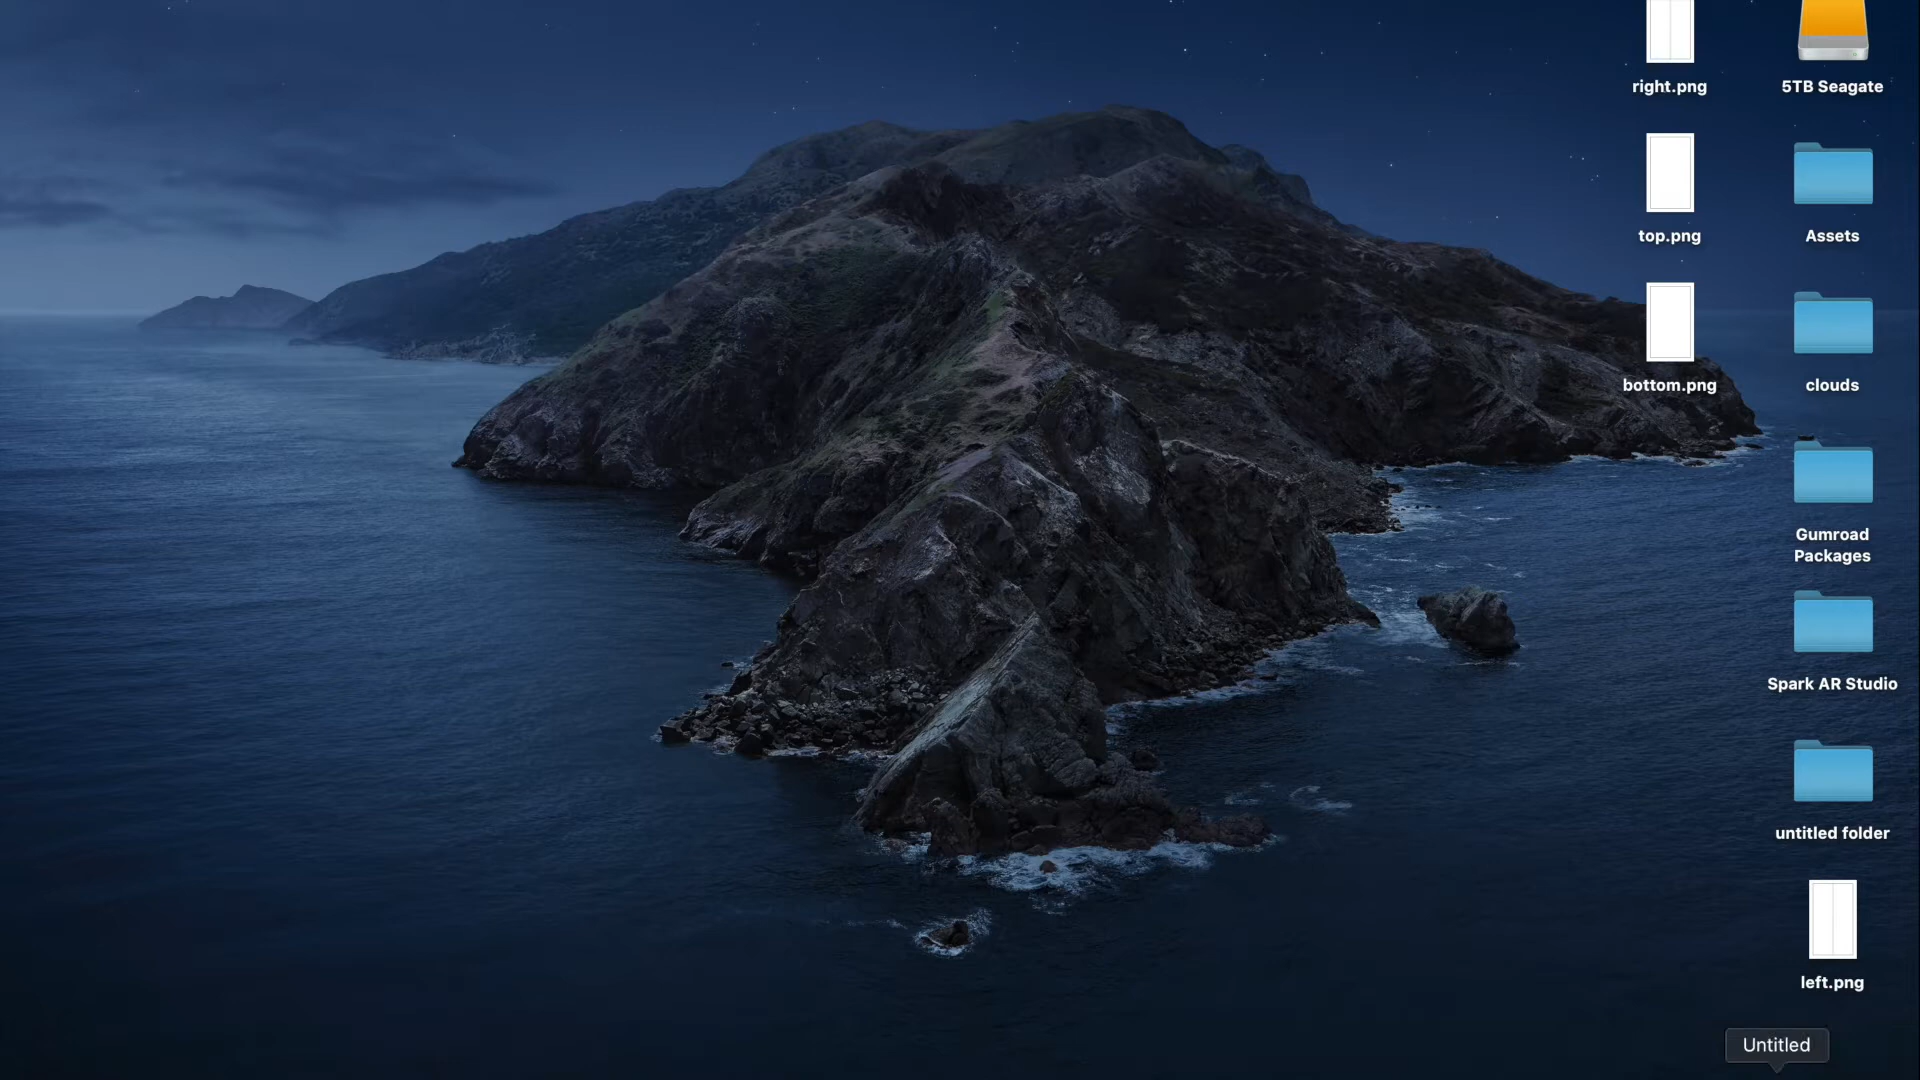 right.png
5TB Seagate
top.png
Assets
bottom.png
clouds
Gumroad
Packages
Spark AR Studio
untitled folder
left.png
Untitled